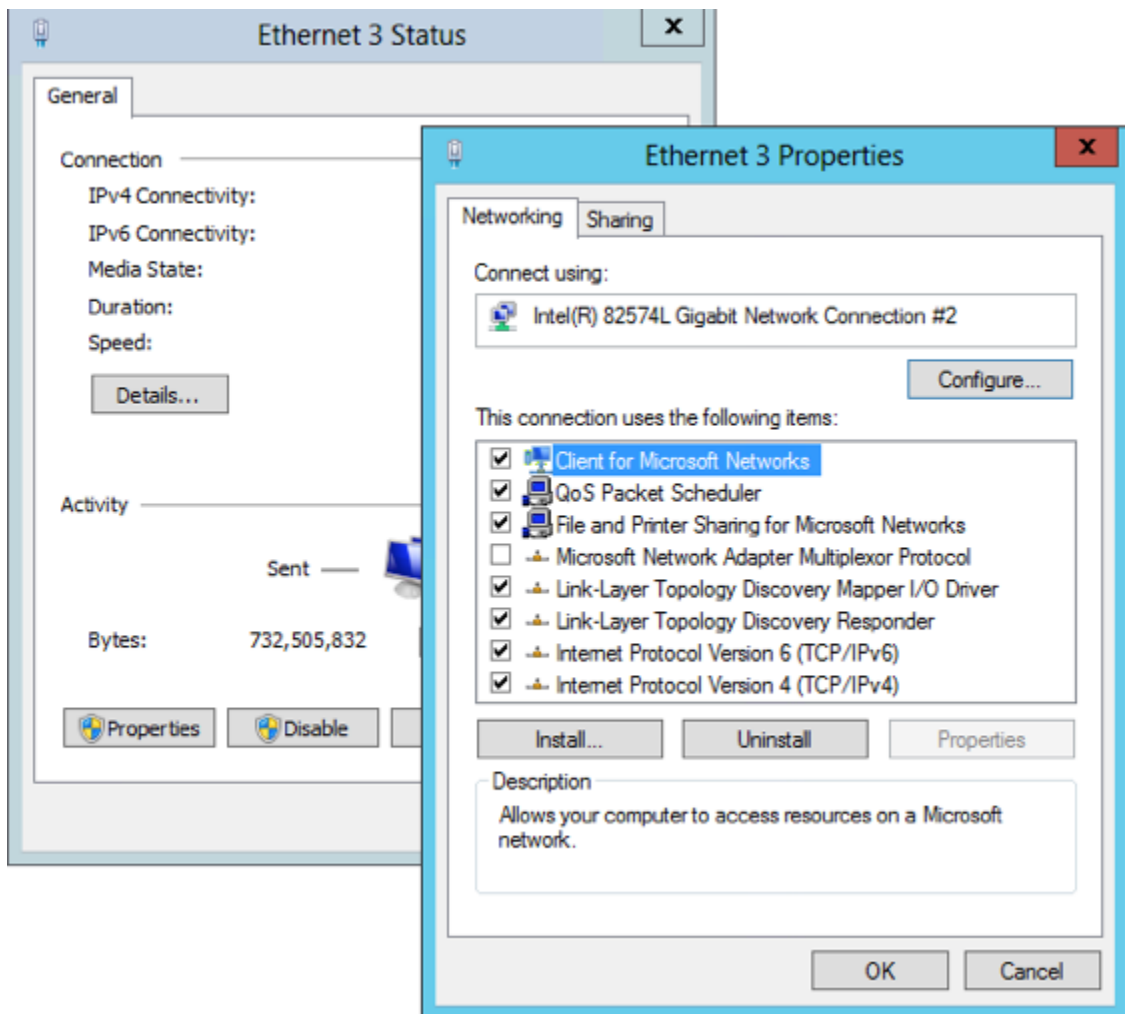 Ethernet 3 Status
x
General
Connection
IPv4 Connectivity:
IPv6 Connectivity:
Media State:
Duration:
Speed:
Details...
Activity
Sent
Bytes: 732,505,832
Properties
Disable
Ethernet 3 Properties
x
Networking
Sharing
Connect using:
Intel(R) 82574L Gigabit Network Connection #2
Configure...
This connection uses the following items:
Client for Microsoft Networks
QoS Packet Scheduler
File and Printer Sharing for Microsoft Networks
Microsoft Network Adapter Multiplexor Protocol
Link-Layer Topology Discovery Mapper I/O Driver
Link-Layer Topology Discovery Responder
Internet Protocol Version 6 (TCP/IPv6)
Internet Protocol Version 4 (TCP/IPv4)
Install...
Uninstall
Properties
Description
Allows your computer to access resources on a Microsoft
network.
OK
Cancel